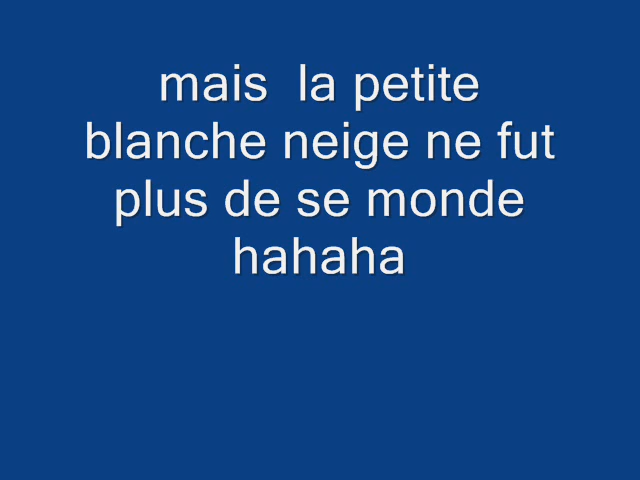 mais  la petite
blanche neige ne fut
plus de se monde
hahaha